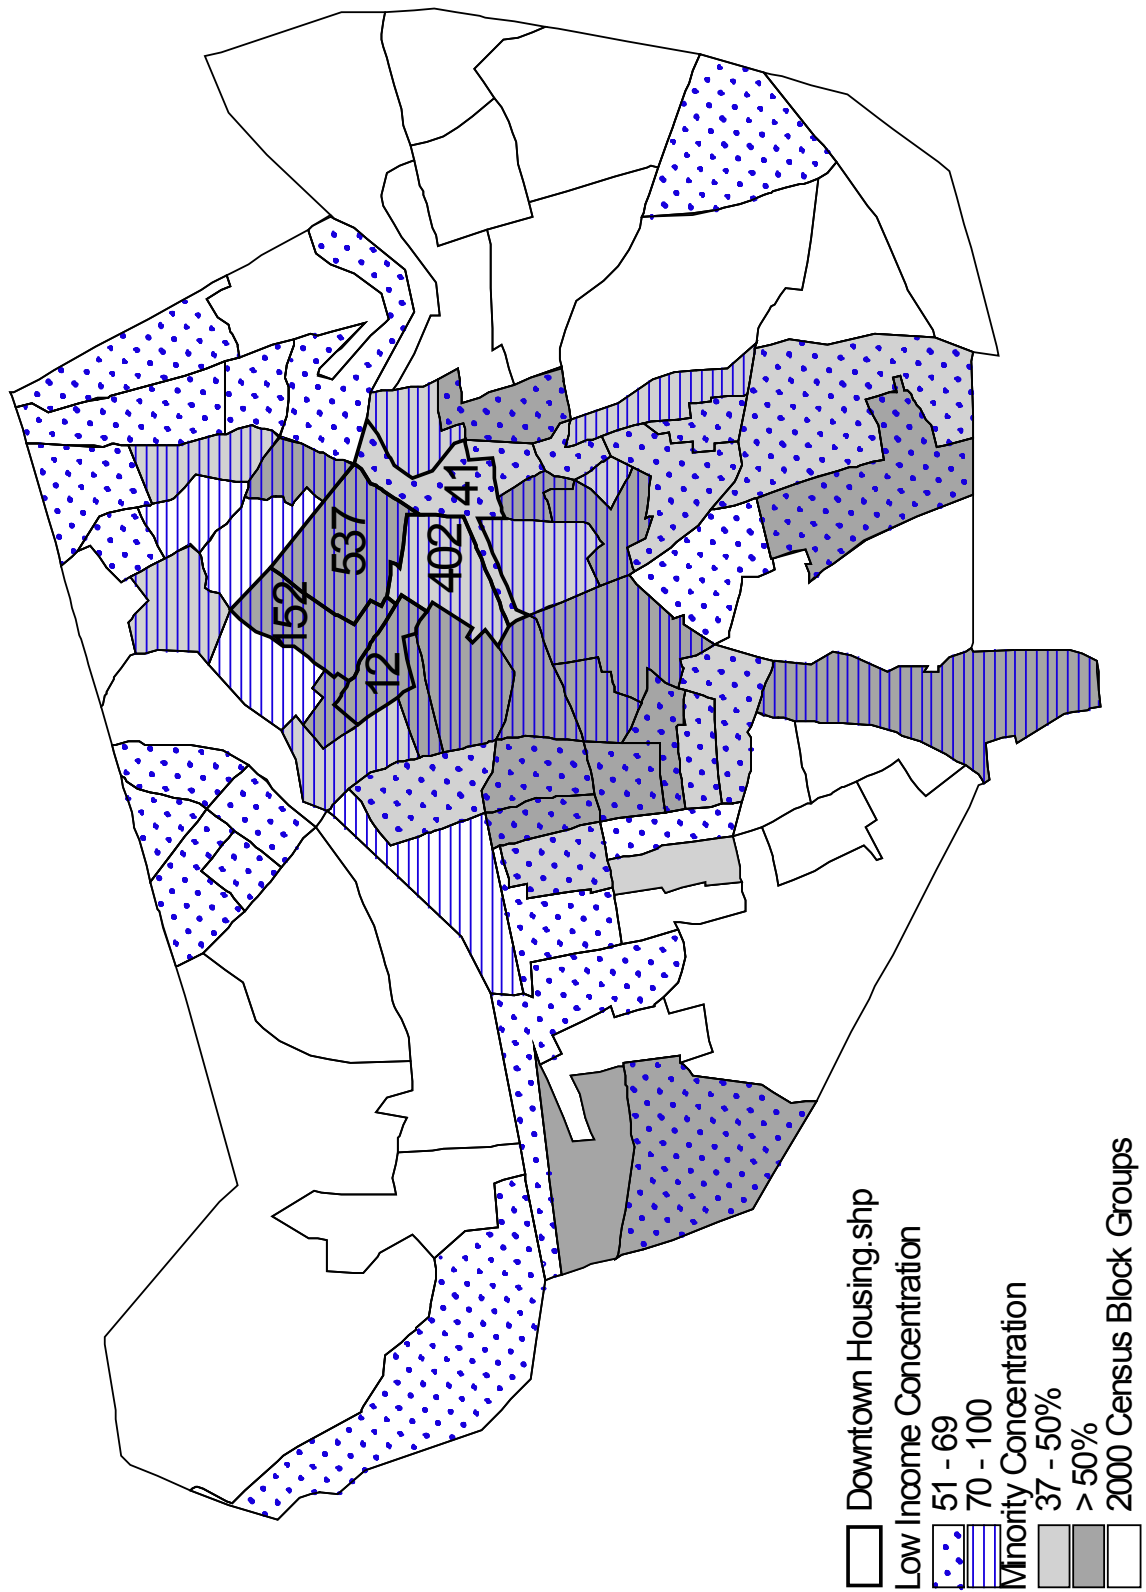 537
152
402
41
12
Downtown Housing.shp
Low Income Concentration
51 - 69
70 - 100
Minority Concentration
37 - 50%
> 50%
2000 Census Block Groups